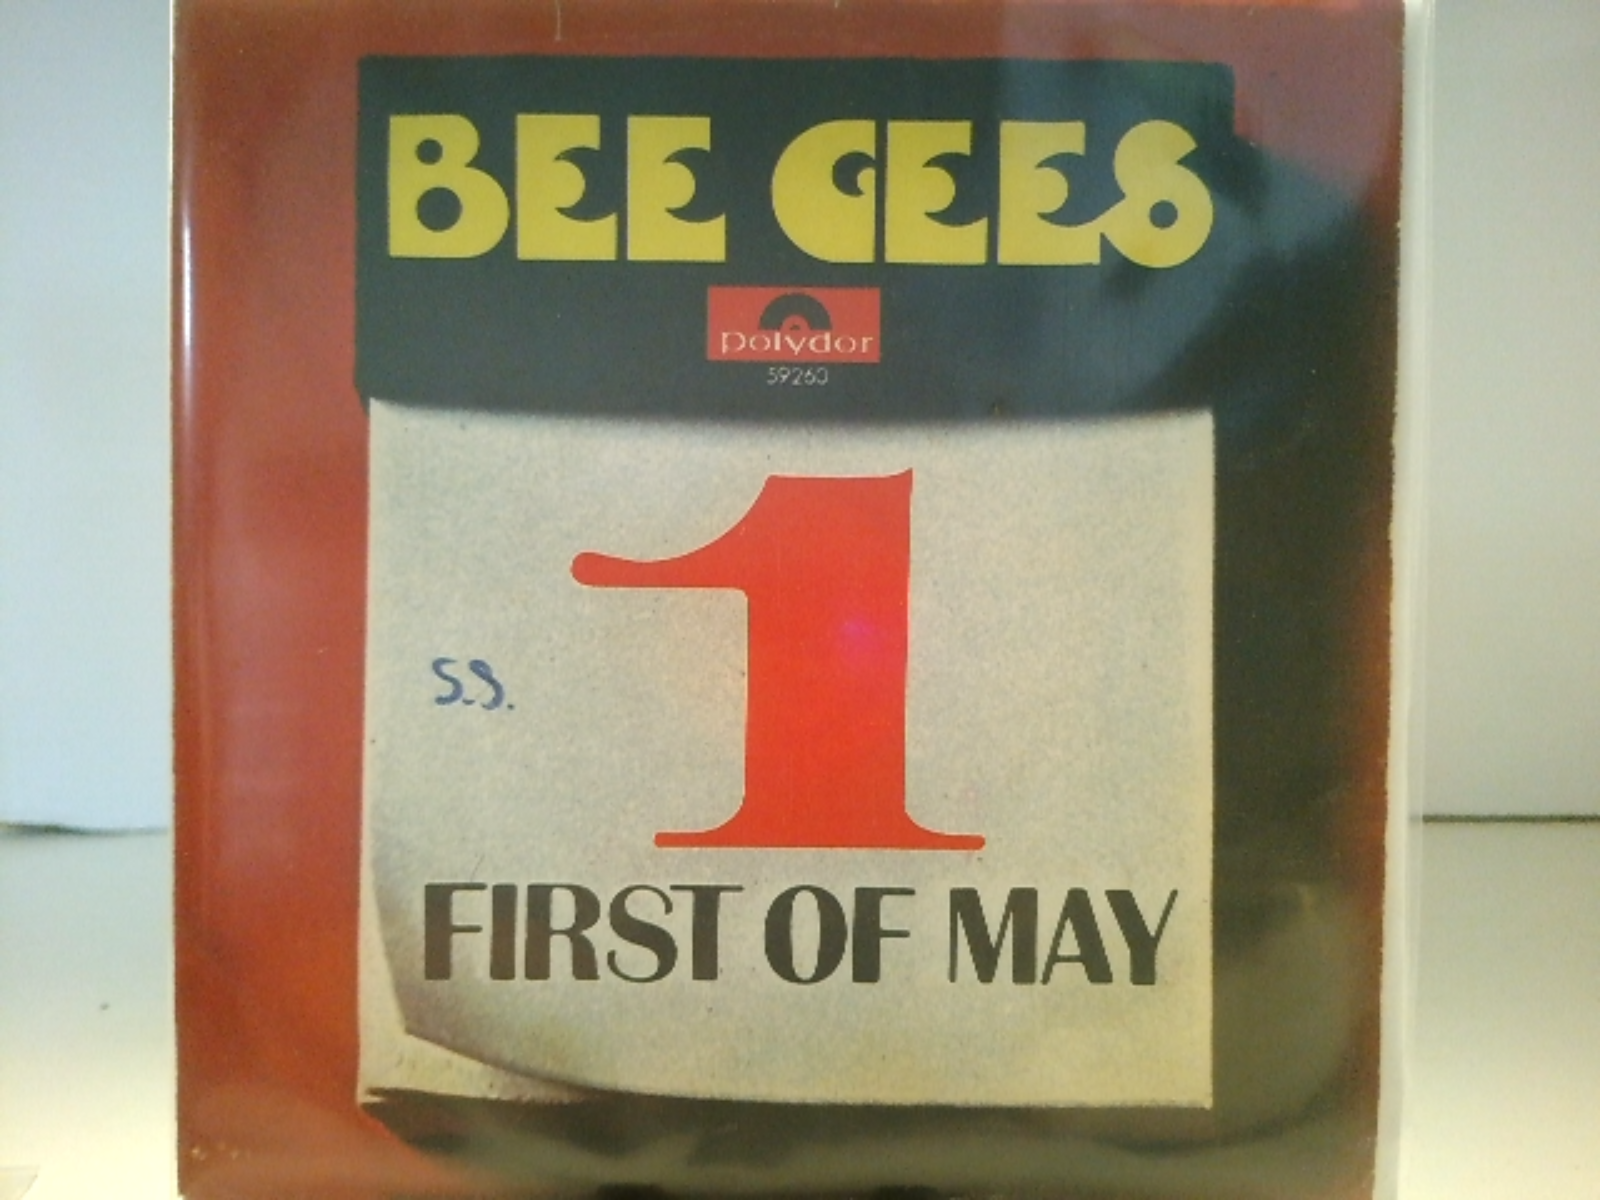 BEE GEES
polydor
59260
1
S.S.
FIRST OF MAY